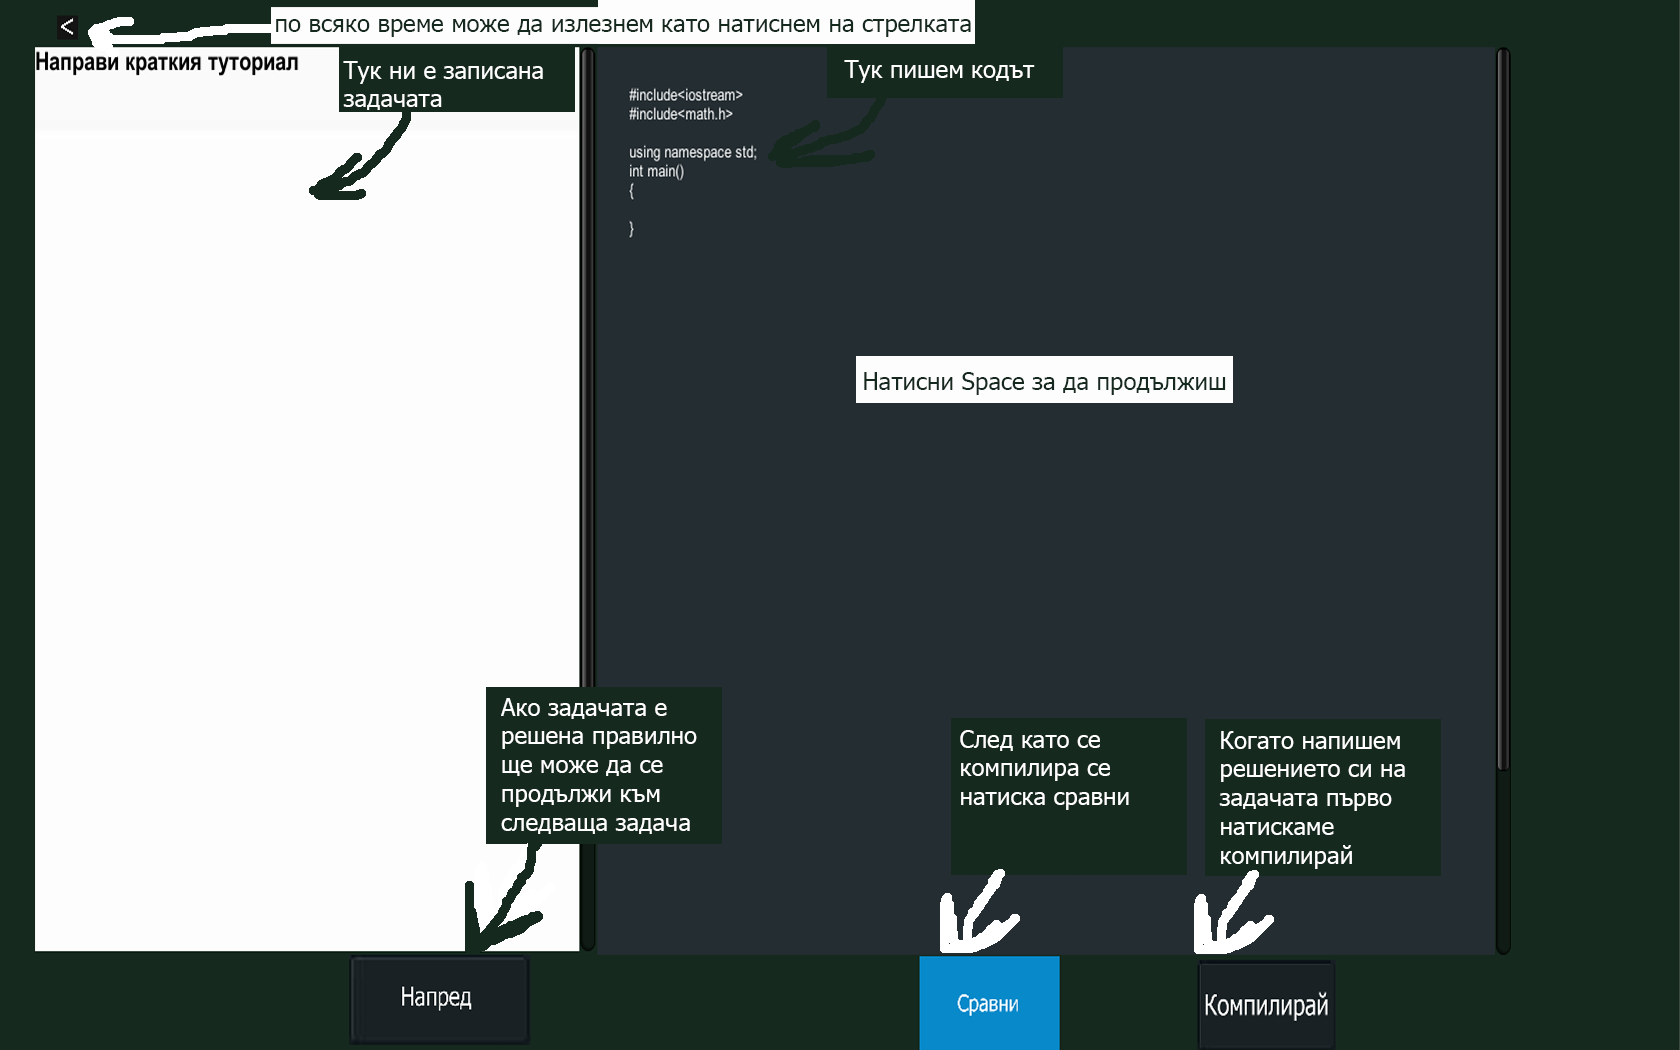 <
по всяко време може да излезнем като натиснем на стрелката
Направи краткия туториал
Тук ни е записана
задачата
Тук пишем кодът
#include<iostream>
#include<math.h>
using namespace std;
int main()
{
}
Натисни Space за да продължиш
Ако задачата е
решена правилно
ще може да се
продължи към
следваща задача
След като се
компилира се
натиска сравни
Когато напишем
решението си на
задачата първо
натискаме
компилирай
Напред
Сравни
Компилирай